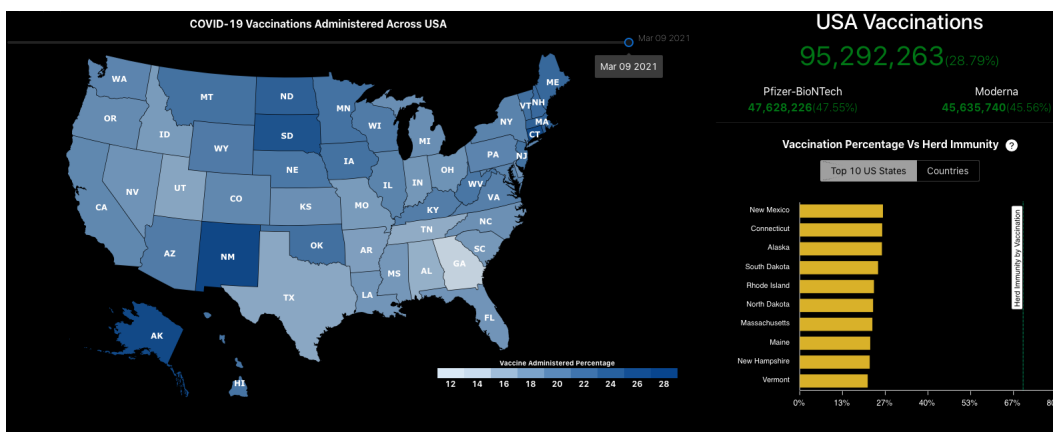 COVID-19 Vaccinations Administered Across USA
Mar 09 2021
Mar 09 2021
WA
OR
CA
ID
NV
MT
WY
UT
AZ
CO
NM
ND
SD
NE
KS
OK
TX
MN
IA
MO
AR
LA
WI
IL
MI
IN
OH
KY
TN
MS
AL
GA
FL
SC
NC
VA
WV
PA
NY
NJ
CT
MA
VT
NH
ME
AK
HI
Vaccine Administered Percentage
12 14 16 18 20 22 24 26 28
USA Vaccinations
95,292,263(28.79%)
Pfizer-BioNTech Moderna
47,628,226(47.55%) 45,635,740(45.56%)
Vaccination Percentage Vs Herd Immunity ?
Top 10 US States Countries
New Mexico
Connecticut
Alaska
South Dakota
Rhode Island
North Dakota
Massachusetts
Maine
New Hampshire
Vermont
Herd Immunity by Vaccination
0% 13% 27% 40% 53% 67% 80